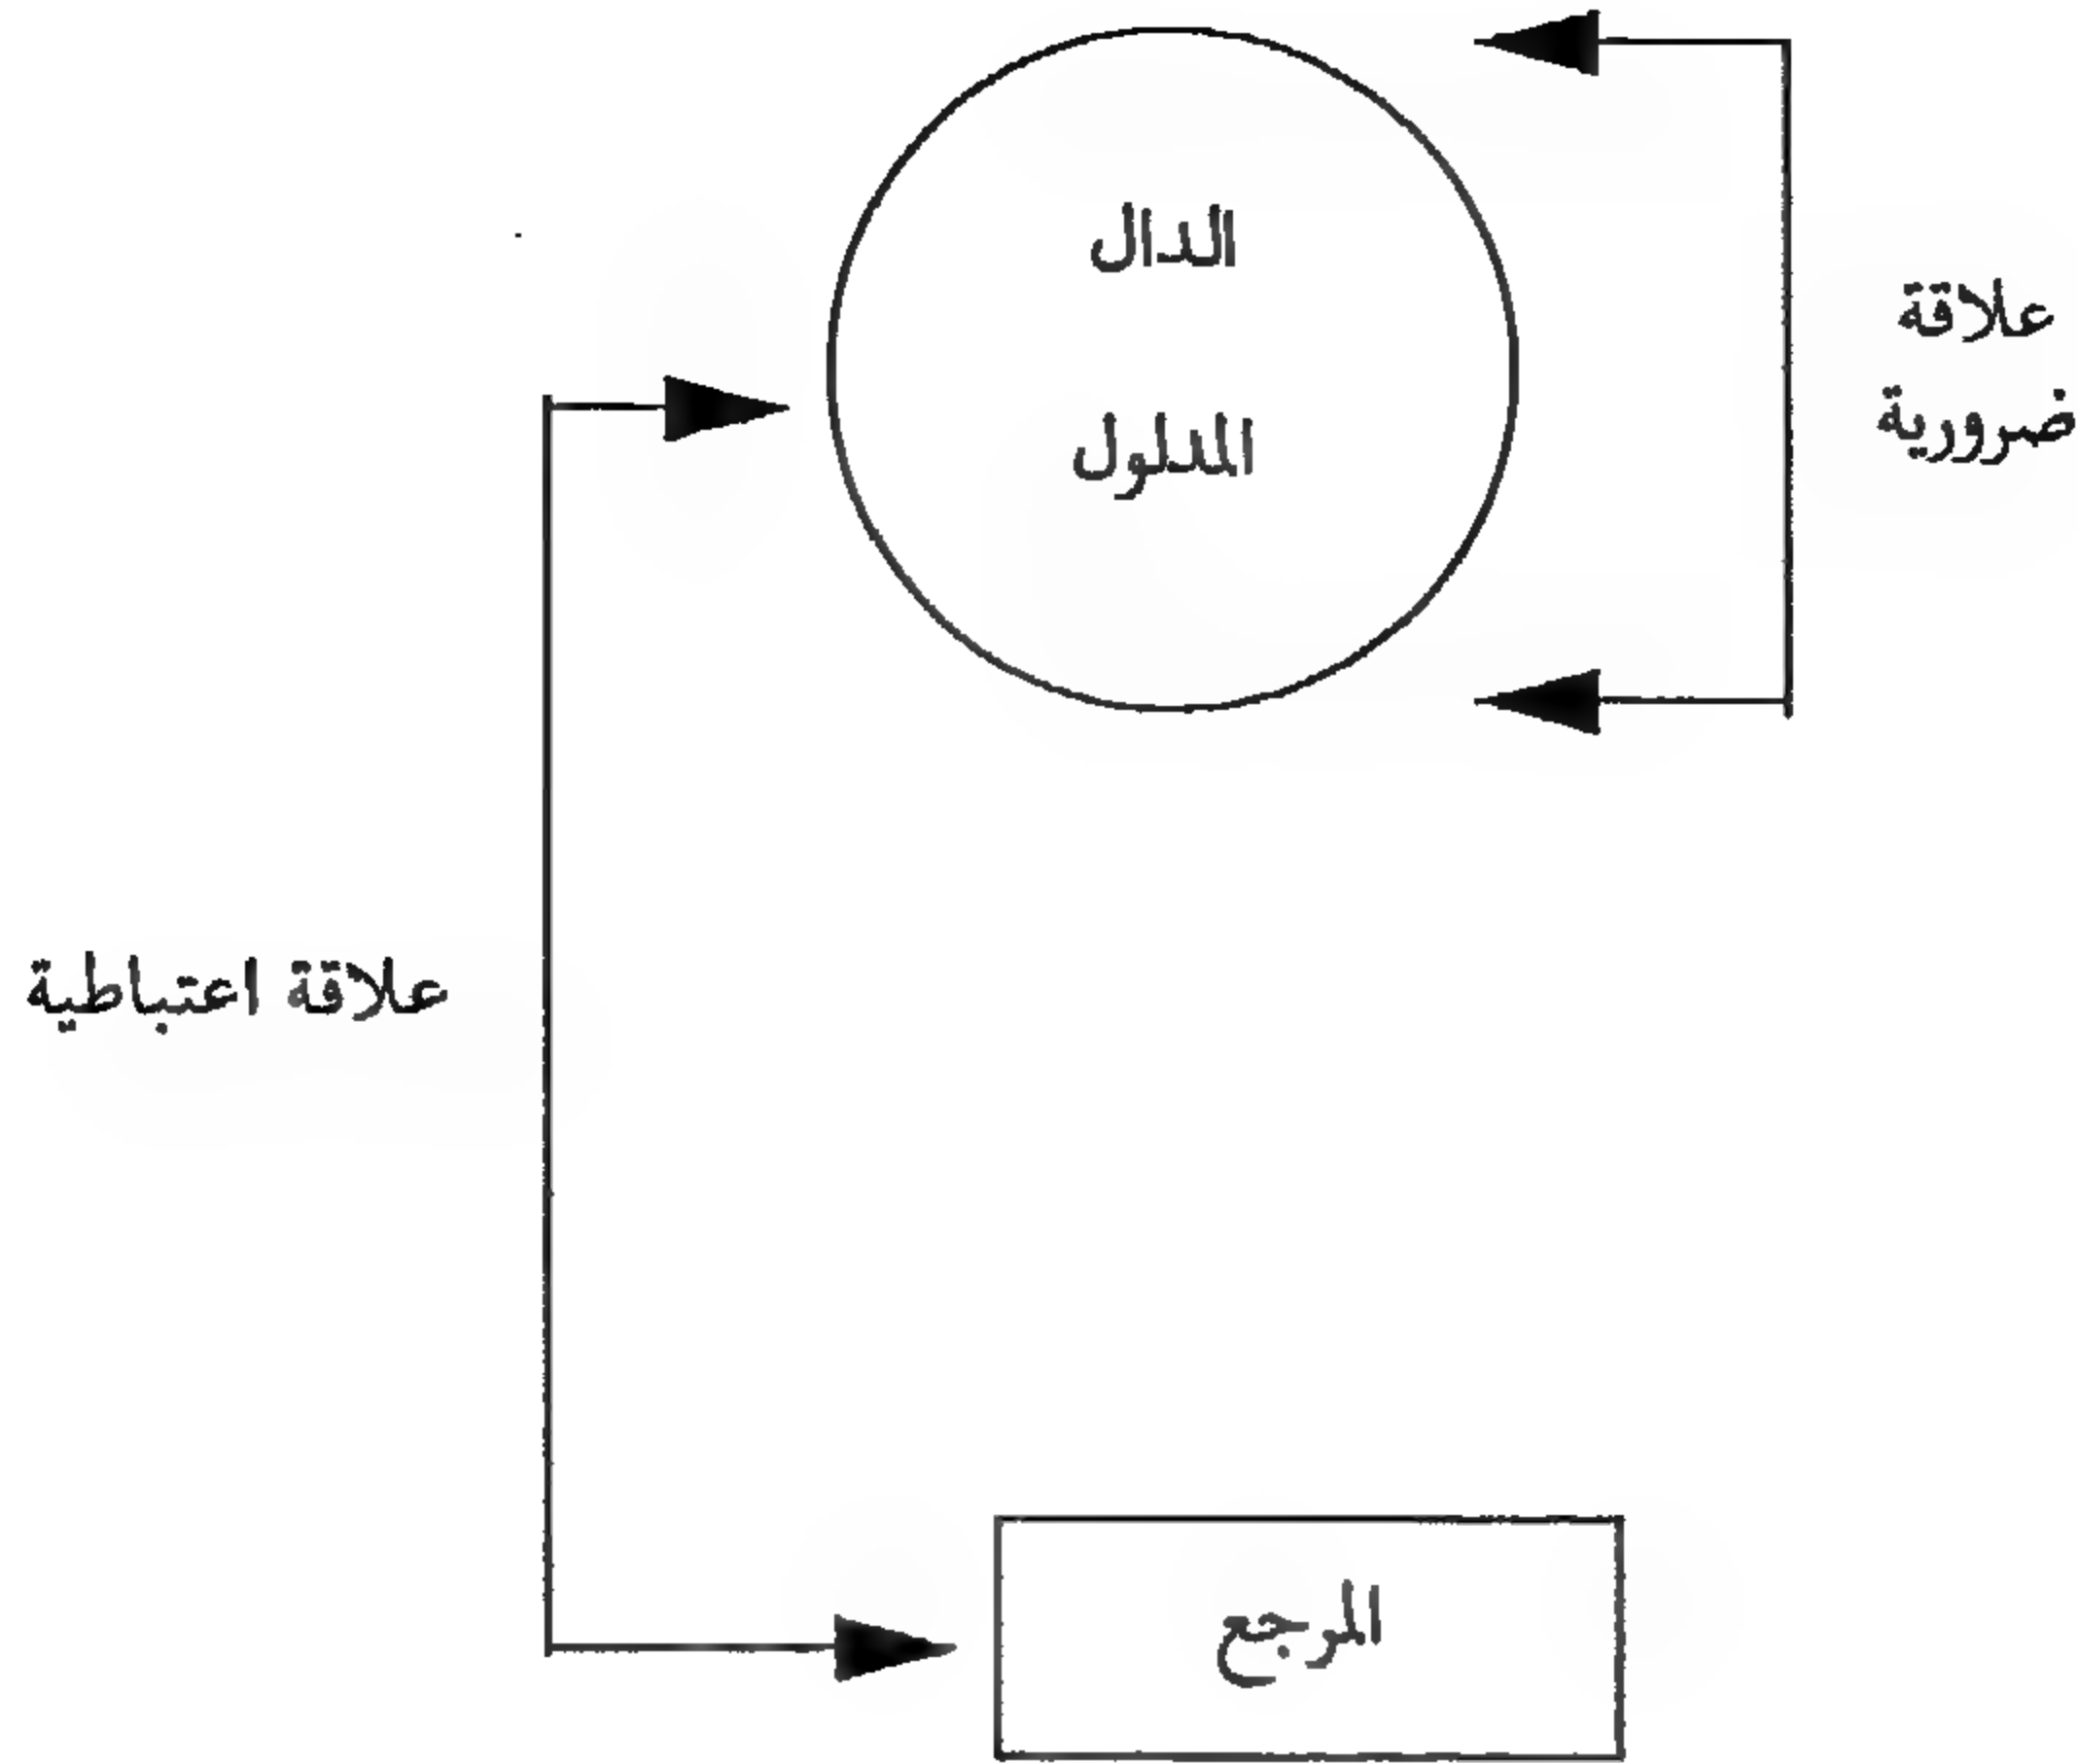 الدال
المدلول
علاقة
ضرورية
علاقة اعتباطية
المرجع